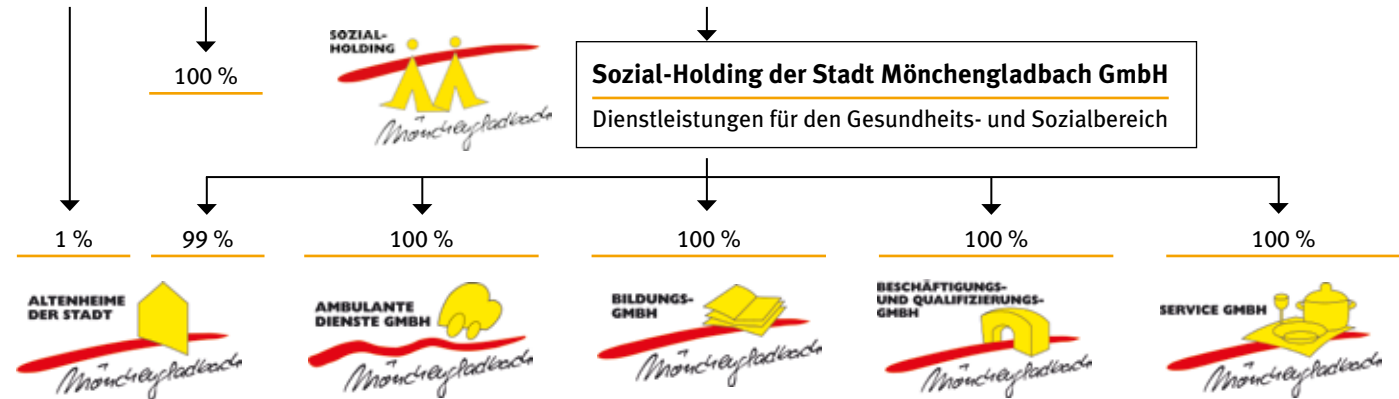 SOZIAL-
HOLDING
Mönchengladbach
100 %
Sozial-Holding der Stadt Mönchengladbach GmbH
Dienstleistungen für den Gesundheits- und Sozialbereich
1 %
99 %
100 %
100 %
100 %
100 %
ALTENHEIME
DER STADT
Mönchengladbach
AMBULANTE
DIENSTE GMBH
Mönchengladbach
BILDUNGS-
GMBH
Mönchengladbach
BESCHÄFTIGUNGS-
UND QUALIFIZIERUNGS-
GMBH
Mönchengladbach
SERVICE GMBH
Mönchengladbach